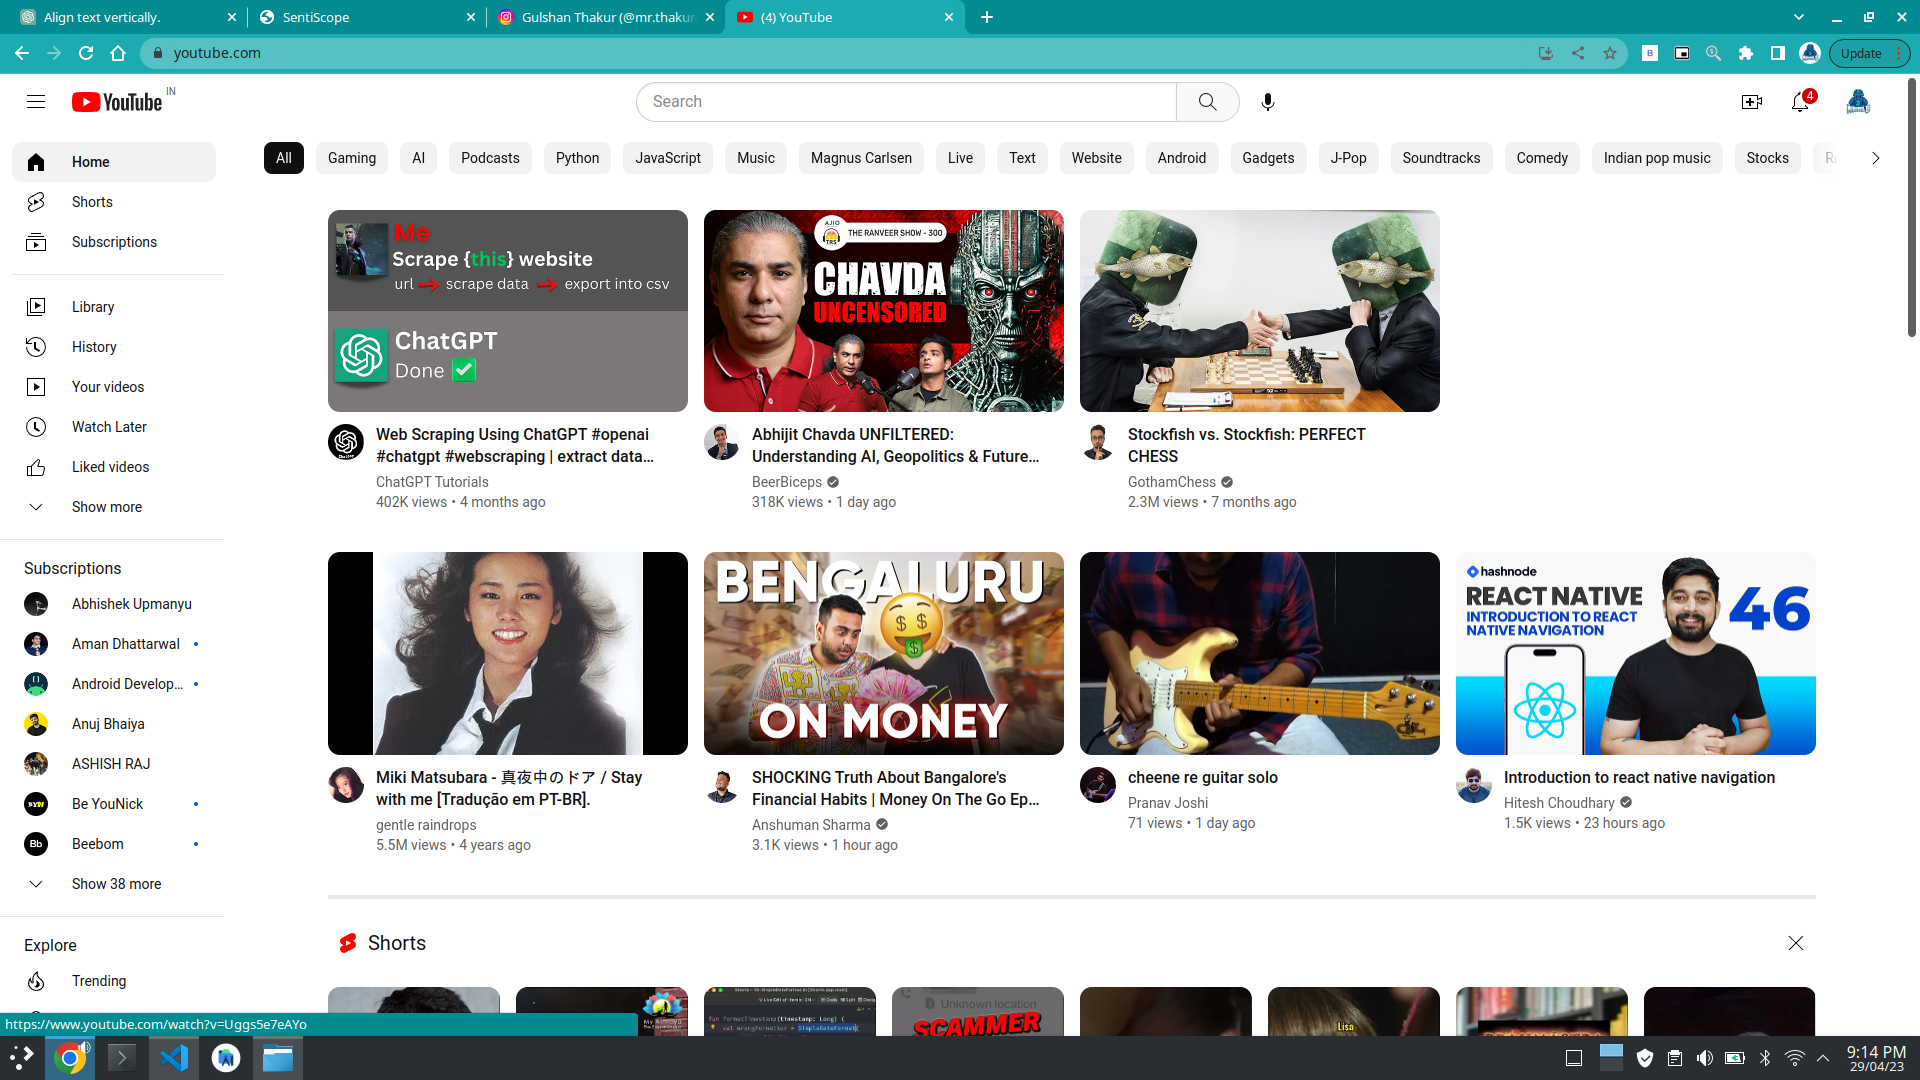 Align text vertically.
SentiScope
Gulshan Thakur (@mr.thakur
(4) YouTube
youtube.com
Update
YouTube IN
Search
4
Home
Shorts
Subscriptions
Library
History
Your videos
Watch Later
Liked videos
Show more
Subscriptions
Abhishek Upmanyu
Aman Dhattarwal
Android Develop...
Anuj Bhaiya
ASHISH RAJ
Be YouNick
Beebom
Show 38 more
Explore
Trending
All
Gaming
AI
Podcasts
Python
JavaScript
Music
Magnus Carlsen
Live
Text
Website
Android
Gadgets
J-Pop
Soundtracks
Comedy
Indian pop music
Stocks
Me
Scrape {this} website
url → scrape data → export into csv
ChatGPT
Done ✅
Web Scraping Using ChatGPT #openai
#chatgpt #webscraping | extract data...
ChatGPT Tutorials
402K views • 4 months ago
AJIO
TRS
THE RANVEER SHOW - 300
CHAVDA
UNCENSORED
Abhijit Chavda UNFILTERED:
Understanding AI, Geopolitics & Future...
BeerBiceps
318K views • 1 day ago
Stockfish vs. Stockfish: PERFECT
CHESS
GothamChess
2.3M views • 7 months ago
Miki Matsubara - 真夜中のドア / Stay
with me [Tradução em PT-BR].
gentle raindrops
5.5M views • 4 years ago
BENGALURU
ON MONEY
SHOCKING Truth About Bangalore's
Financial Habits | Money On The Go Ep...
Anshuman Sharma
3.1K views • 1 hour ago
cheene re guitar solo
Pranav Joshi
71 views • 1 day ago
hashnode
REACT NATIVE
INTRODUCTION TO REACT
NATIVE NAVIGATION
46
Introduction to react native navigation
Hitesh Choudhary
1.5K views • 23 hours ago
Shorts
fun formatTimestamp(timestamp: Long) {
val wrongFormatter = SimpleDateFormat(
Unknown location
SCAMMER
Lisa
https://www.youtube.com/watch?v=Uggs5e7eAYo
9:14 PM
29/04/23